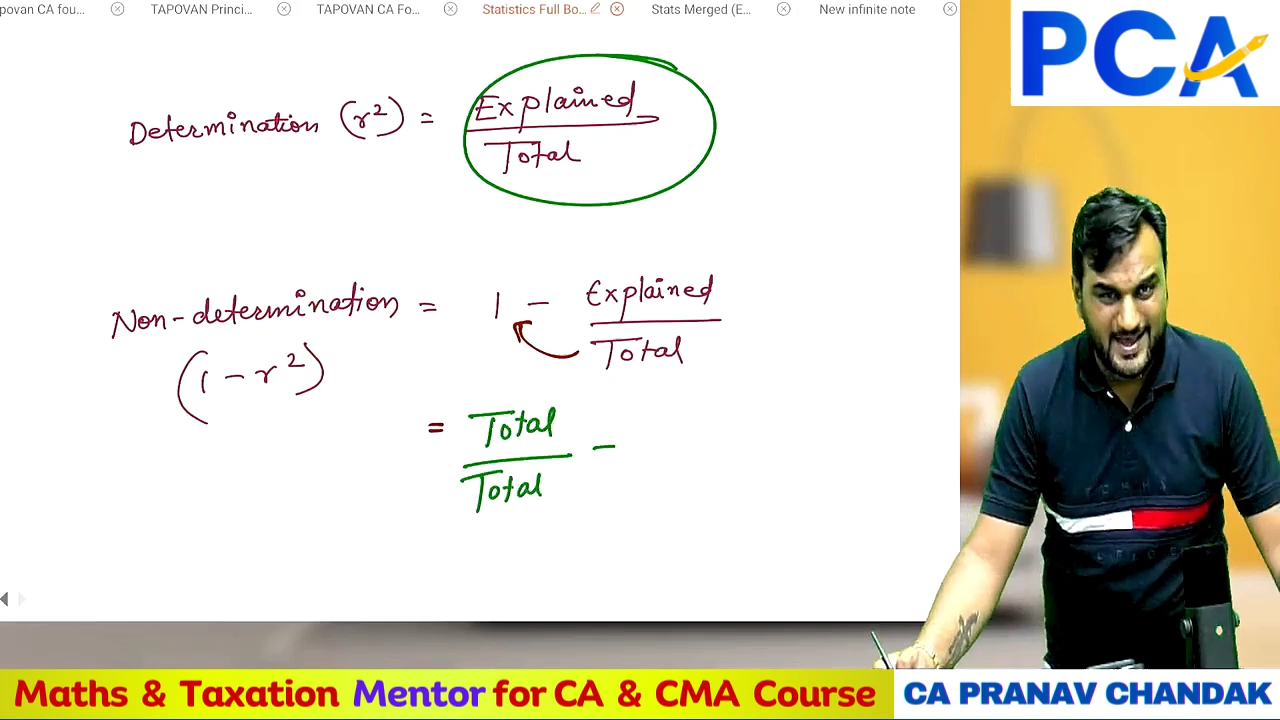 povan CA fou...
TAPOVAN Princi...
TAPOVAN CA Fo...
Statistics Full Bo...
Stats Merged (E...
New infinite note
PCA
Determination (r²) = Explained
Total
Non-determination = 1 - Explained
Total
(1 - r²)
= Total -
Total
Maths & Taxation Mentor for CA & CMA Course
CA PRANAV CHANDAK